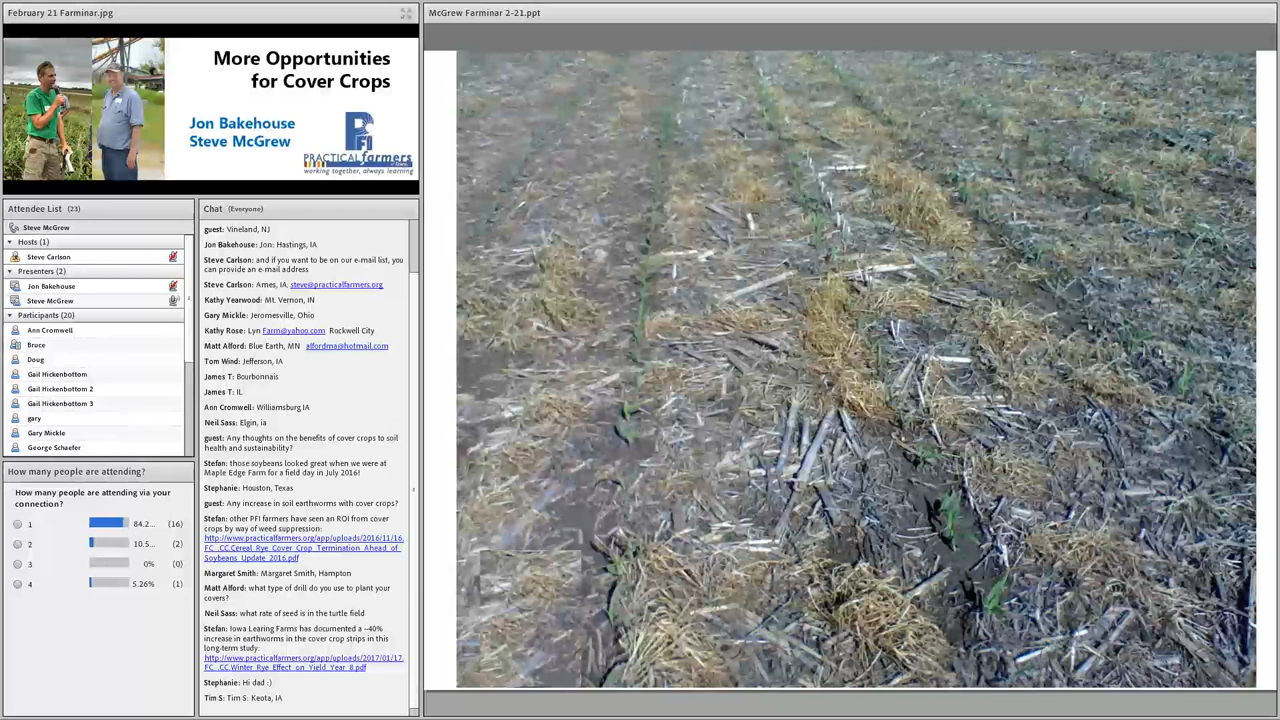 February 21 Farminar.jpg
More Opportunities
for Cover Crops
Jon Bakehouse
Steve McGrew
PFI
PRACTICAL farmers
working together, always learning
Attendee List (23)
Steve McGrew
Hosts (1)
Steve Carlson
Presenters (2)
Jon Bakehouse
Steve McGrew
Participants (20)
Ann Cromwell
Bruce
Doug
Gail Hickenbottom
Gail Hickenbottom 2
Gail Hickenbottom 3
gary
Gary Mickle
George Schaefer
How many people are attending?
How many people are attending via your
connection?
1 84.2... (16)
2 10.5... (2)
3 0% (0)
4 5.26% (1)
Chat (Everyone)
guest: Vineland, NJ
Jon Bakehouse: Jon: Hastings, IA
Steve Carlson: and if you want to be on our e-mail list, you
can provide an e-mail address
Steve Carlson: Ames, IA. steve@practicalfarmers.org
Kathy Yearwood: Mt. Vernon, IN
Gary Mickle: Jeromesville, Ohio
Kathy Rose: Lyn Farm@yahoo.com Rockwell City
Matt Alford: Blue Earth, MN alfordma@hotmail.com
Tom Wind: Jefferson, IA
James T: Bourbonnais
James T: IL
Ann Cromwell: Williamsburg IA
Neil Sass: Elgin, ia
guest: Any thoughts on the benefits of cover crops to soil
health and sustainability?
Stefan: those soybeans looked great when we were at
Maple Edge Farm for a field day in July 2016!
Stephanie: Houston, Texas
guest: Any increase in soil earthworms with cover crops?
Stefan: other PFI farmers have seen an ROI from cover
crops by way of weed suppression:
http://www.practicalfarmers.org/app/uploads/2016/11/16.
FC_.CC.Cereal_Rye_Cover_Crop_Termination_Ahead_of_
Soybeans_Update_2016.pdf
Margaret Smith: Margaret Smith, Hampton
Matt Alford: what type of drill do you use to plant your
covers?
Neil Sass: what rate of seed is in the turtle field
Stefan: Iowa Learing Farms has documented a ~40%
increase in earthworms in the cover crop strips in this
long-term study:
http://www.practicalfarmers.org/app/uploads/2017/01/17.
FC_.CC.Winter_Rye_Effect_on_Yield_Year_8.pdf
Stephanie: Hi dad :)
Tim S: Tim S: Keota, IA
McGrew Farminar 2-21.ppt